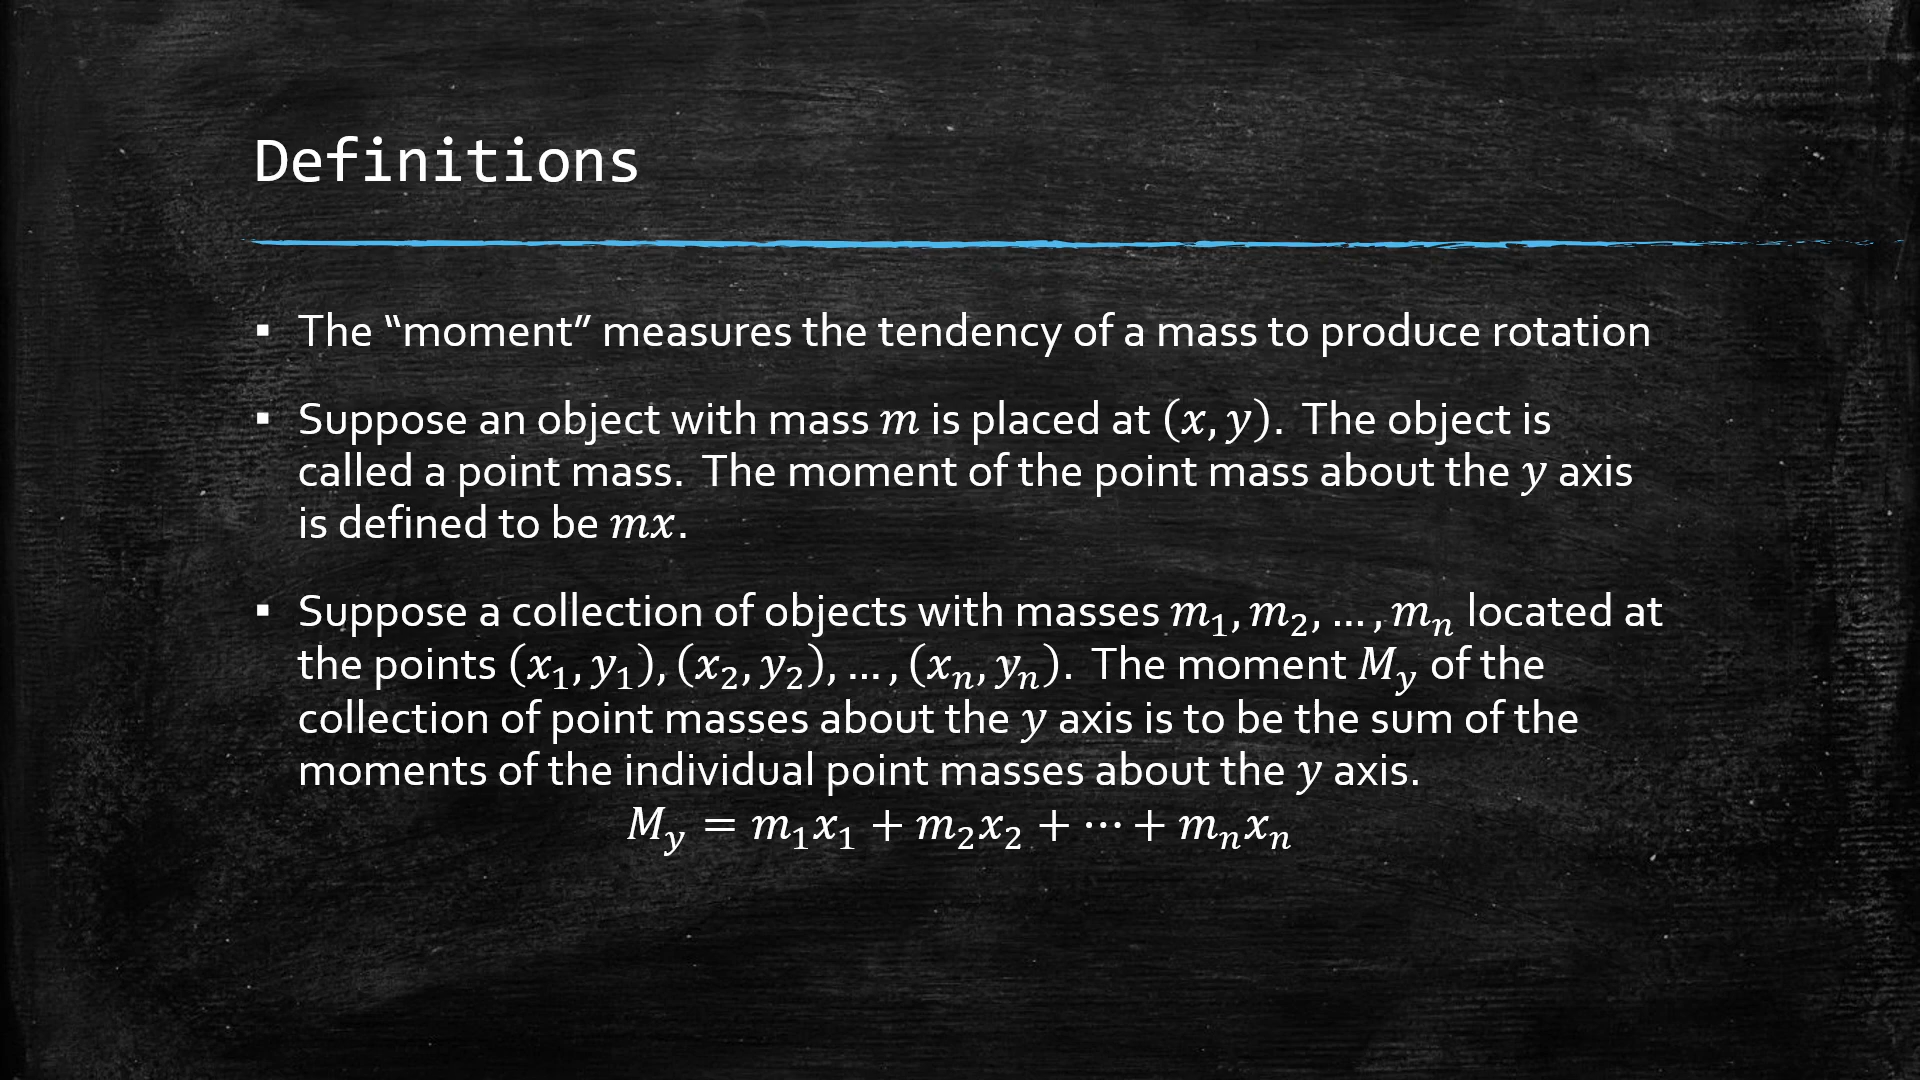 Definitions
▪ The “moment” measures the tendency of a mass to produce rotation
▪ Suppose an object with mass 𝑚 is placed at (𝑥, 𝑦).  The object is
called a point mass.  The moment of the point mass about the 𝑦 axis
is defined to be 𝑚𝑥.
▪ Suppose a collection of objects with masses 𝑚₁, 𝑚₂, … , 𝑚ₙ located at
the points (𝑥₁, 𝑦₁), (𝑥₂, 𝑦₂), … , (𝑥ₙ, 𝑦ₙ).  The moment 𝑀_𝑦 of the
collection of point masses about the 𝑦 axis is to be the sum of the
moments of the individual point masses about the 𝑦 axis.
𝑀_𝑦 = 𝑚₁𝑥₁ + 𝑚₂𝑥₂ + ⋯ + 𝑚ₙ𝑥ₙ